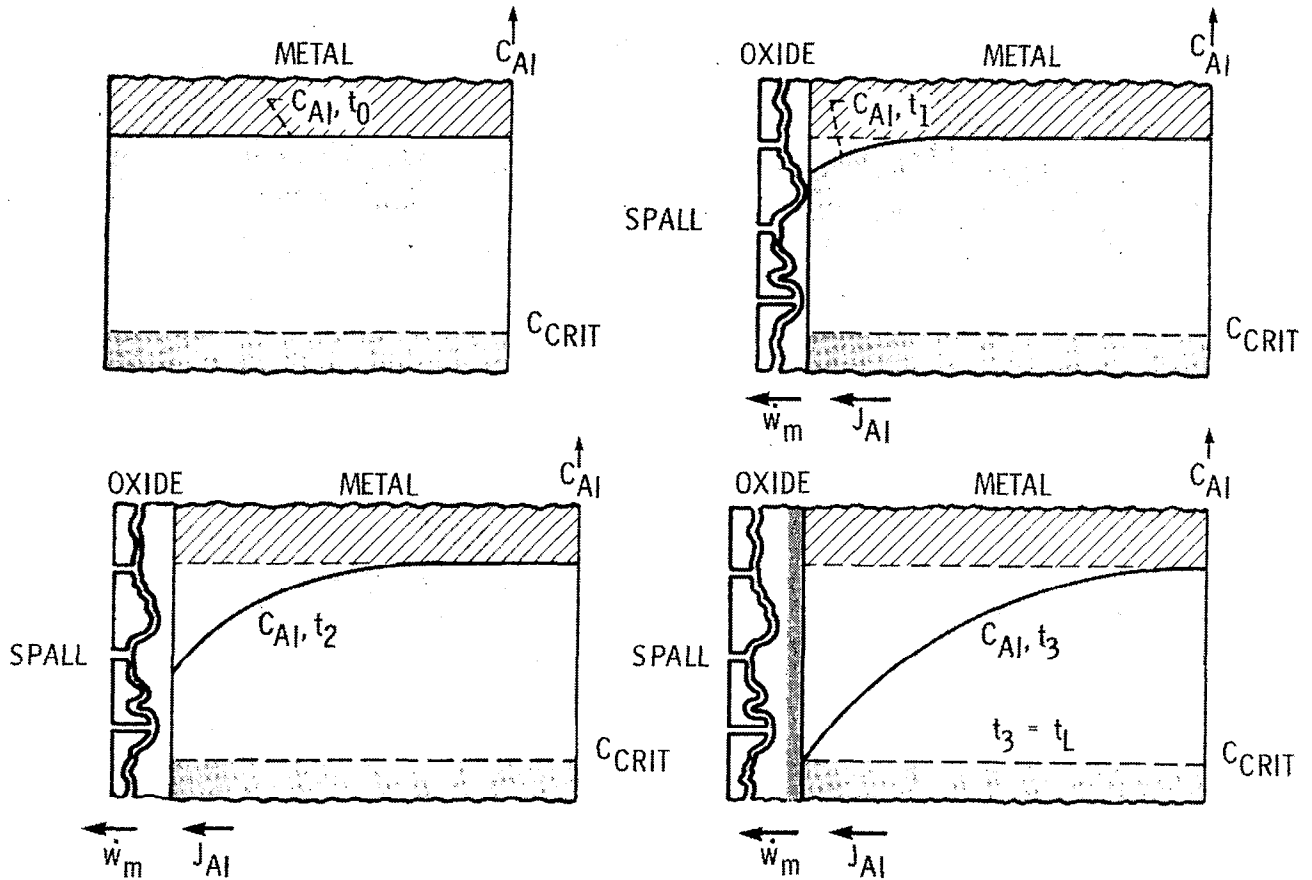 METAL
C_Al
C_Al, t_0
C_CRIT
OXIDE
METAL
C_Al
C_Al, t_1
SPALL
C_CRIT
ẇ_m
J_Al
OXIDE
METAL
C_Al
C_Al, t_2
SPALL
C_CRIT
ẇ_m
J_Al
OXIDE
METAL
C_Al
C_Al, t_3
SPALL
t_3 = t_L
C_CRIT
ẇ_m
J_Al